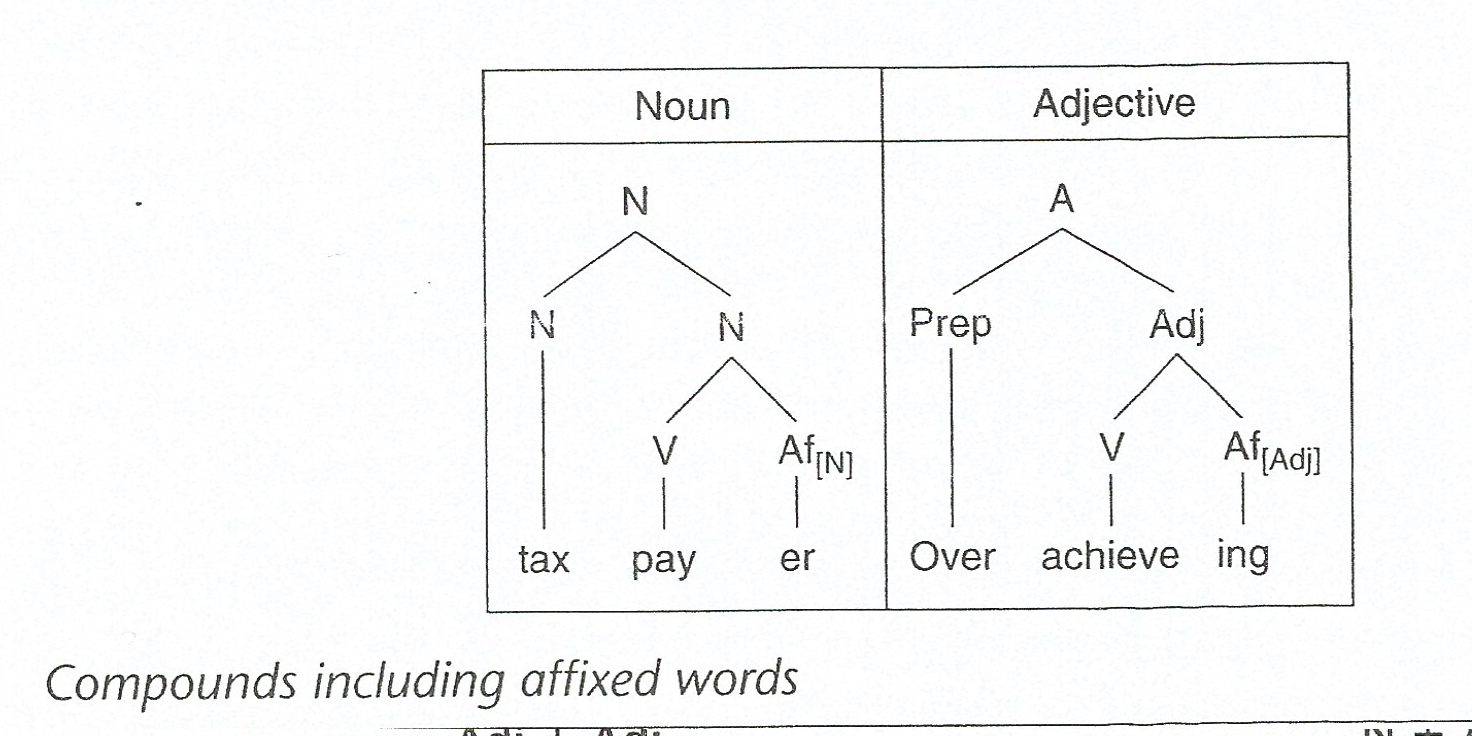 Noun Adjective
N A
N N Prep Adj
V Af[N] V Af[Adj]
tax pay er Over achieve ing
Compounds including affixed words